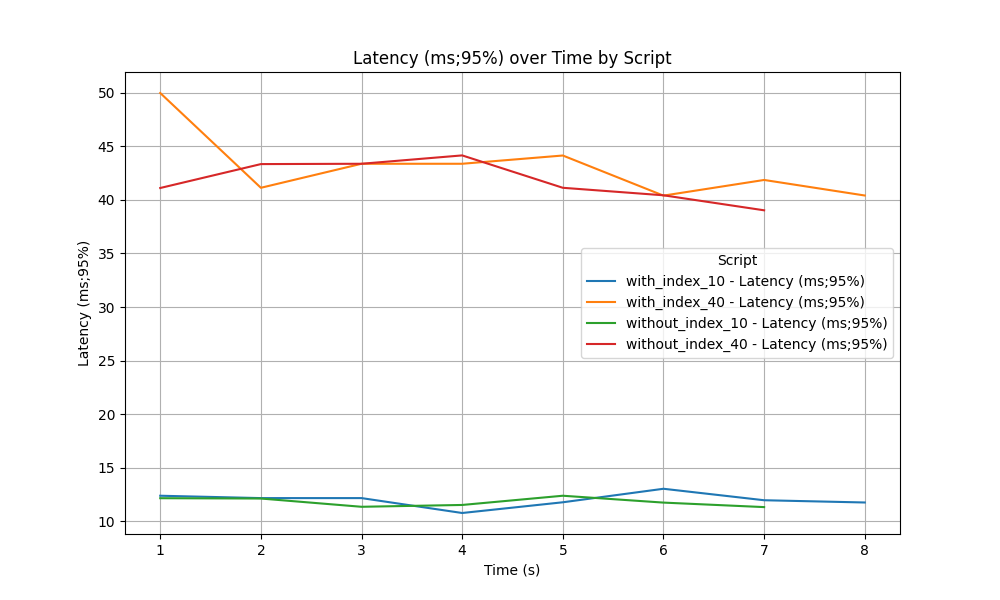 Latency (ms;95%) over Time by Script
Latency (ms;95%)
50
45
40
35
30
25
20
15
10
Script
with_index_10 - Latency (ms;95%)
with_index_40 - Latency (ms;95%)
without_index_10 - Latency (ms;95%)
without_index_40 - Latency (ms;95%)
1 2 3 4 5 6 7 8
Time (s)